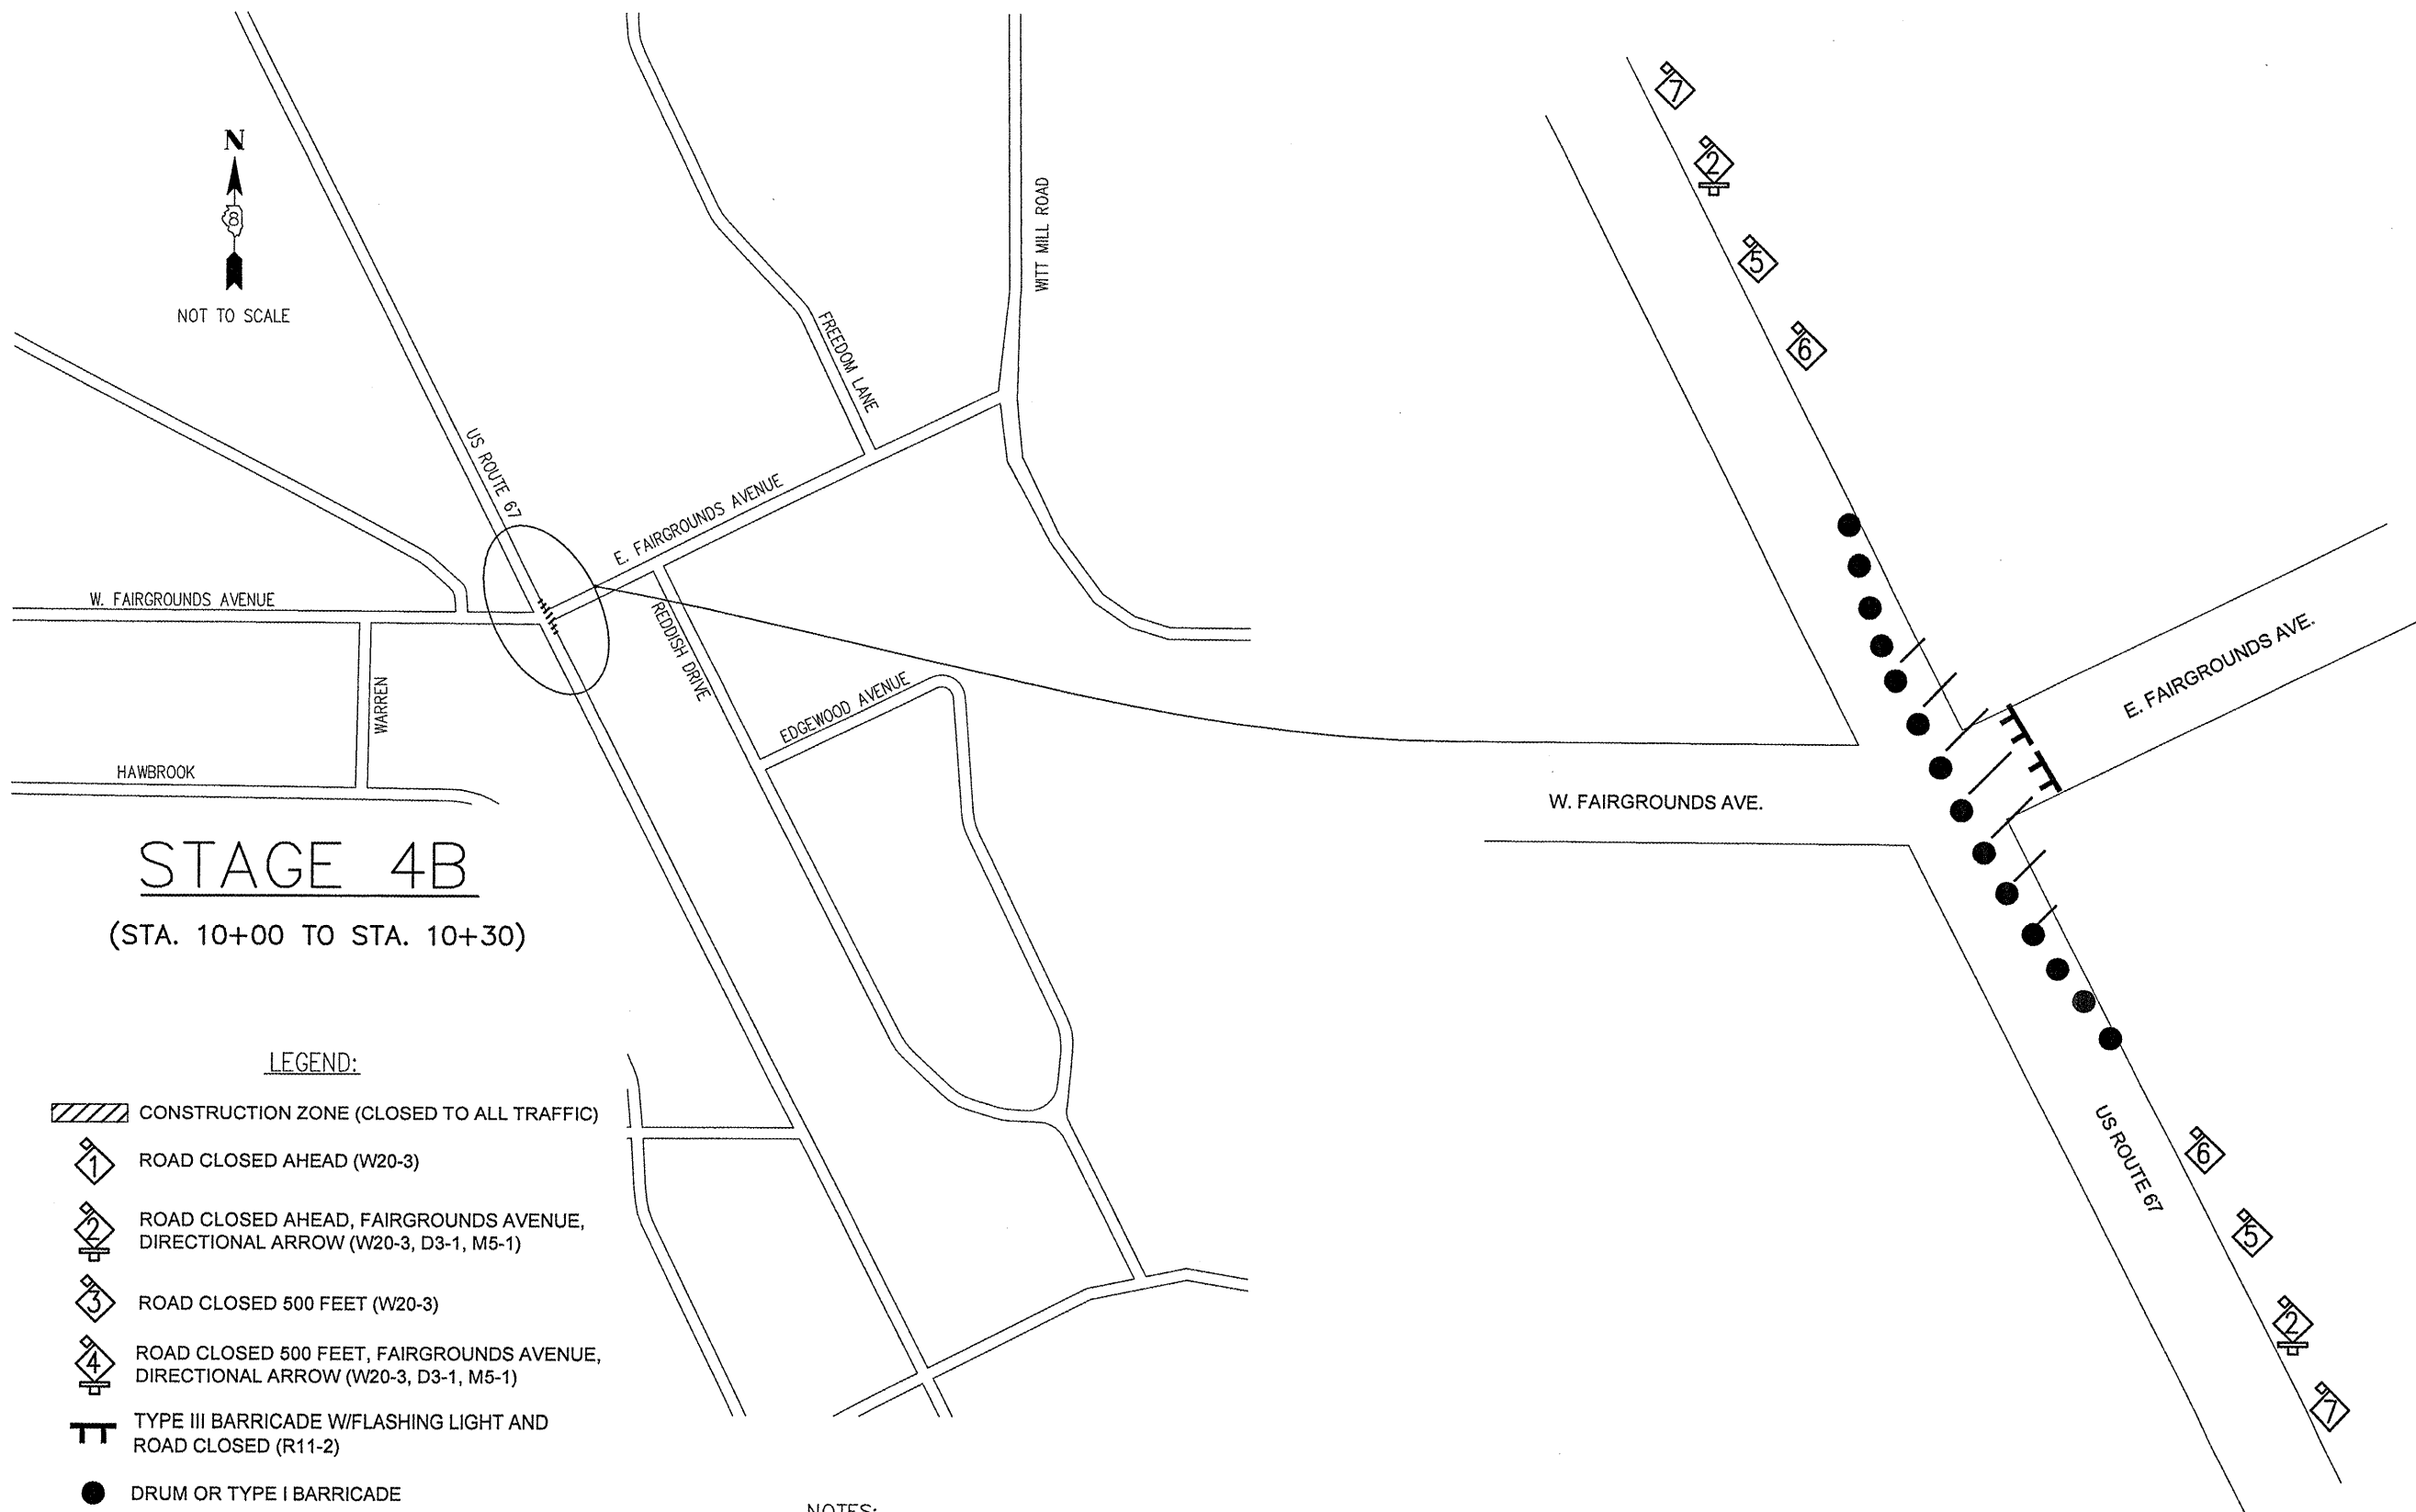 N
8
NOT TO SCALE
US ROUTE 67
FREEDOM LANE
WITT MILL ROAD
E. FAIRGROUNDS AVENUE
W. FAIRGROUNDS AVENUE
WARREN
HAWBROOK
REDDISH DRIVE
EDGEWOOD AVENUE
STAGE 4B
(STA. 10+00 TO STA. 10+30)
LEGEND:
CONSTRUCTION ZONE (CLOSED TO ALL TRAFFIC)
1 ROAD CLOSED AHEAD (W20-3)
2 ROAD CLOSED AHEAD, FAIRGROUNDS AVENUE,
DIRECTIONAL ARROW (W20-3, D3-1, M5-1)
3 ROAD CLOSED 500 FEET (W20-3)
4 ROAD CLOSED 500 FEET, FAIRGROUNDS AVENUE,
DIRECTIONAL ARROW (W20-3, D3-1, M5-1)
TYPE III BARRICADE W/FLASHING LIGHT AND
ROAD CLOSED (R11-2)
DRUM OR TYPE I BARRICADE
NOTES:
7
2
5
6
E. FAIRGROUNDS AVE.
W. FAIRGROUNDS AVE.
US ROUTE 67
6
5
2
7